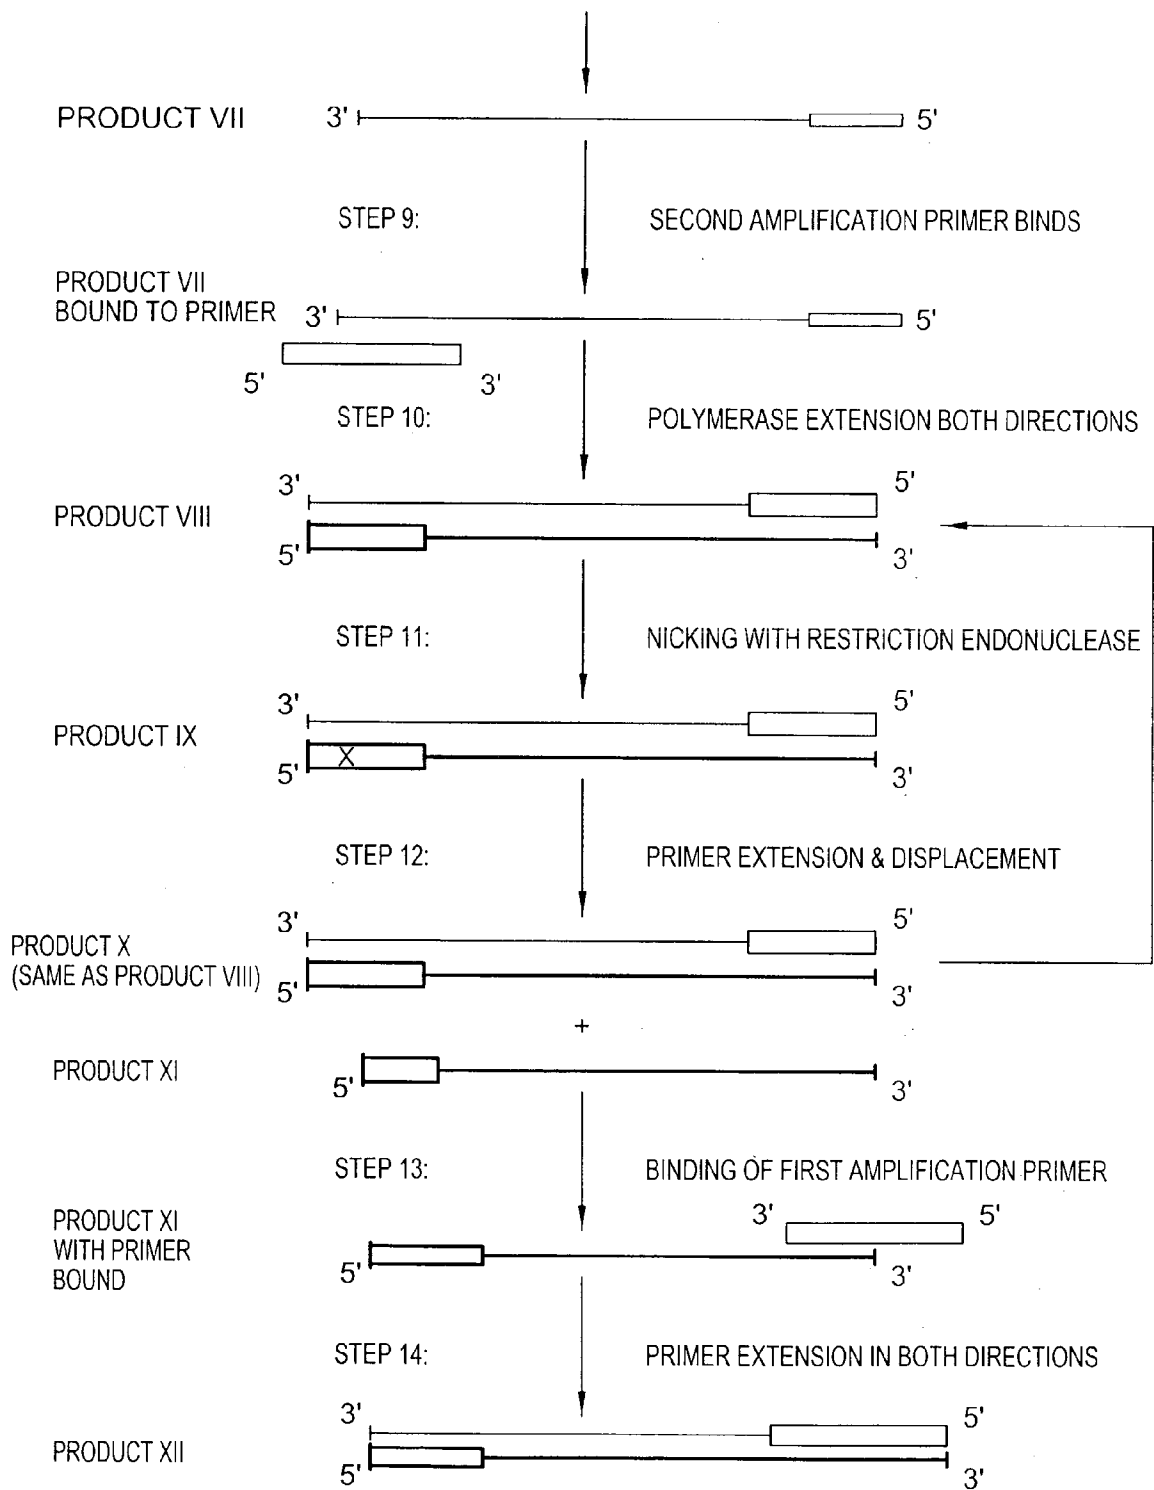 PRODUCT VII 3' 5'
STEP 9: SECOND AMPLIFICATION PRIMER BINDS
PRODUCT VII
BOUND TO PRIMER 3' 5'
5' 3'
STEP 10: POLYMERASE EXTENSION BOTH DIRECTIONS
3' 5'
PRODUCT VIII
5' 3'
STEP 11: NICKING WITH RESTRICTION ENDONUCLEASE
3' 5'
PRODUCT IX X
5' 3'
STEP 12: PRIMER EXTENSION & DISPLACEMENT
3' 5'
PRODUCT X
(SAME AS PRODUCT VIII) 5' 3'
+
PRODUCT XI 5' 3'
STEP 13: BINDING OF FIRST AMPLIFICATION PRIMER
3' 5'
PRODUCT XI
WITH PRIMER
BOUND 5' 3'
STEP 14: PRIMER EXTENSION IN BOTH DIRECTIONS
3' 5'
PRODUCT XII
5' 3'